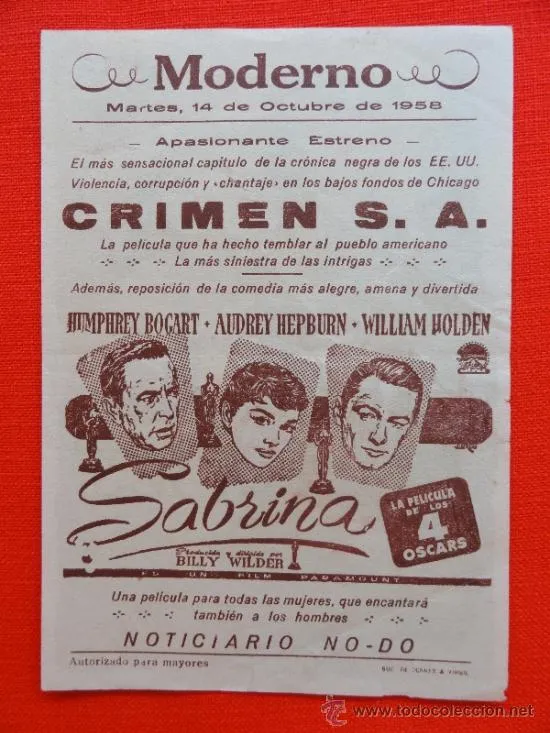 Moderno
Martes, 14 de Octubre de 1958
— Apasionante Estreno —
El más sensacional capitulo de la crónica negra de los EE. UU.
Violencia, corrupción y «chantaje» en los bajos fondos de Chicago
CRIMEN S. A.
La pelicula que ha hecho temblar al pueblo americano
-:- -:- -:- La más siniestra de las intrigas -:- -:- -:-
Además, reposición de la comedia más alegre, amena y divertida
HUMPHREY BOGART • AUDREY HEPBURN • WILLIAM HOLDEN
Sabrina
LA PELICULA
DE LOS
4
OSCARS
Producida y dirigida por
BILLY WILDER
ES UN FILM PARAMOUNT
Una película para todas las mujeres, que encantará
-:- -:- -:- también a los hombres -:- -:- -:-
NOTICIARIO NO-DO
Autorizado para mayores
www.todocoleccion.net